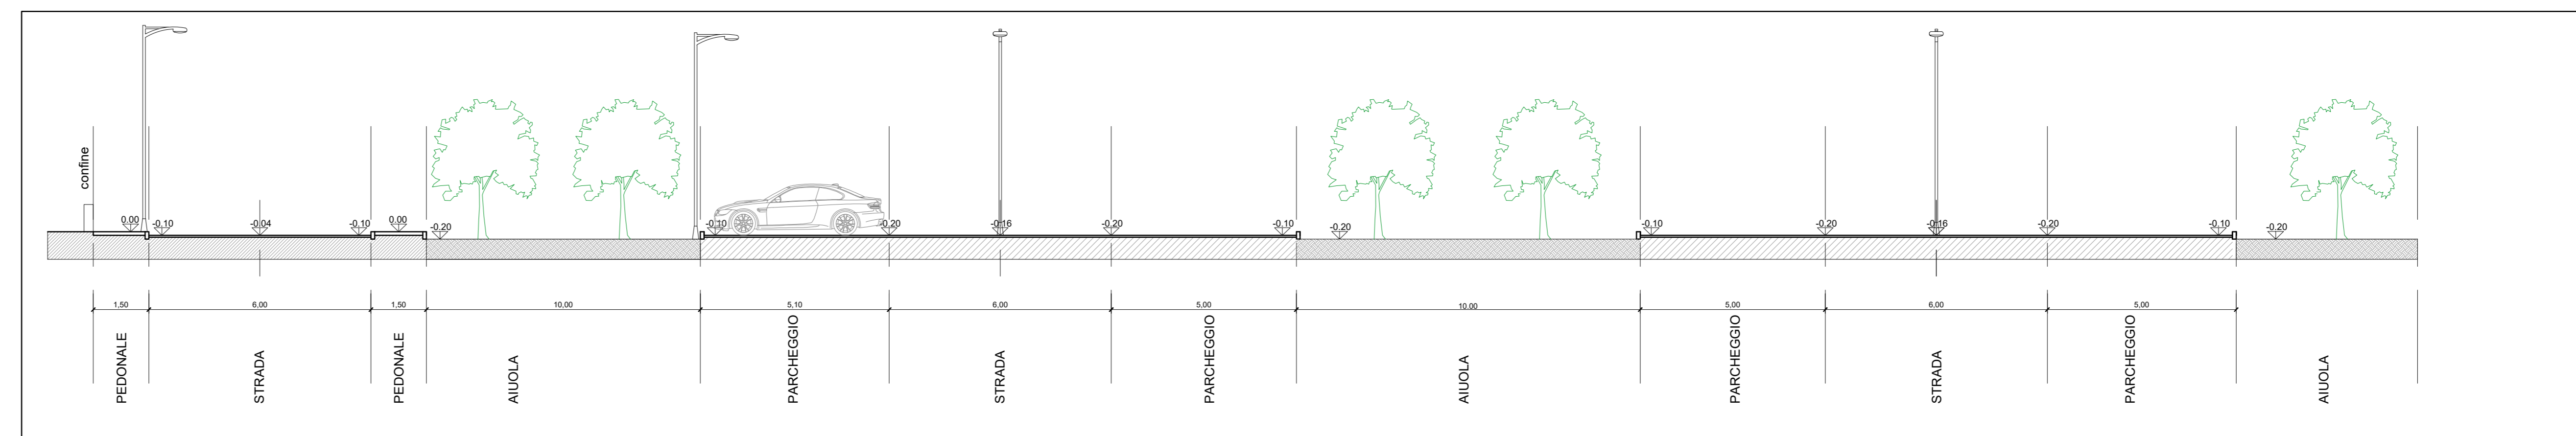 confine
0.00
-0.10
-0.04
-0.10
0.00
-0.20
-0.10
-0.20
-0.16
-0.20
-0.10
-0.20
-0.10
-0.20
-0.16
-0.20
-0.10
-0.20
1,50
6,00
1,50
10,00
5,10
6,00
5,00
10,00
5,00
6,00
5,00
PEDONALE
STRADA
PEDONALE
AIUOLA
PARCHEGGIO
STRADA
PARCHEGGIO
AIUOLA
PARCHEGGIO
STRADA
PARCHEGGIO
AIUOLA